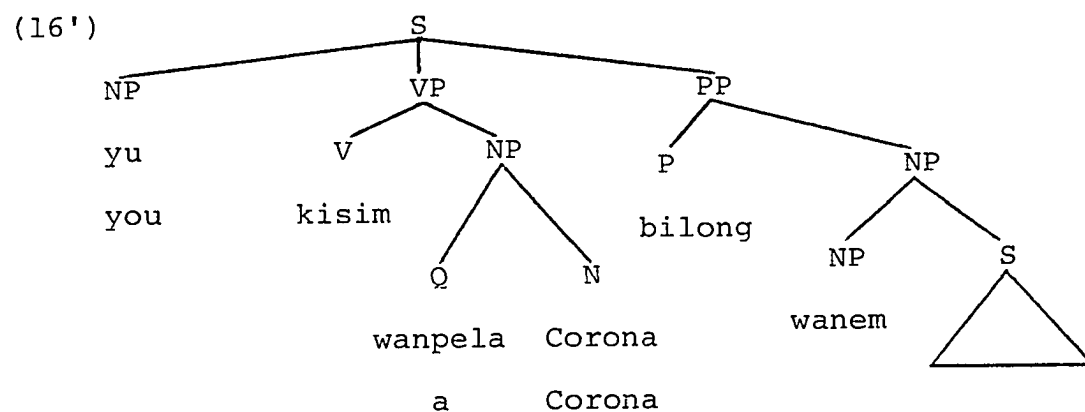 (16') S
NP VP PP
yu V NP P NP
you kisim bilong NP S
Q N wanem
wanpela Corona
a Corona